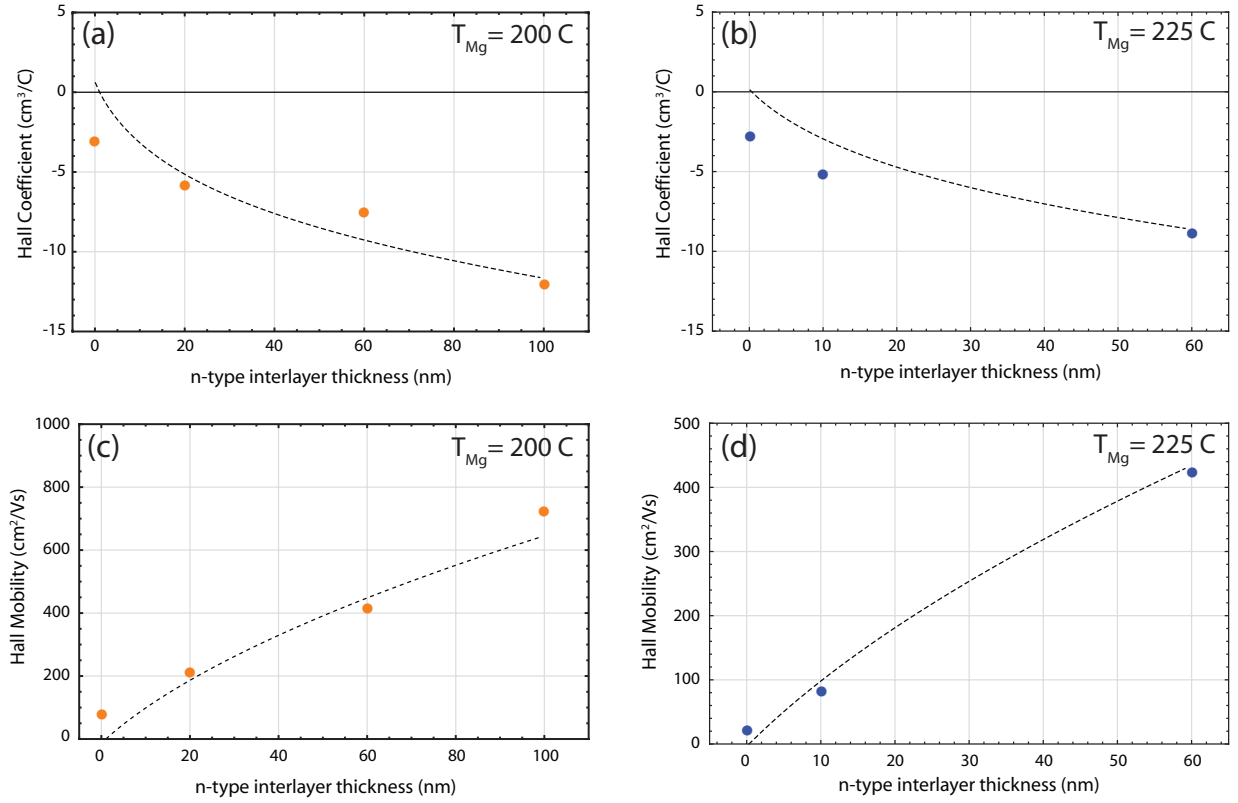 (a)
T_Mg = 200 C
Hall Coefficient (cm³/C)
5
0
-5
-10
-15
0 20 40 60 80 100
n-type interlayer thickness (nm)
(b)
T_Mg = 225 C
Hall Coefficient (cm³/C)
5
0
-5
-10
-15
0 10 20 30 40 50 60
n-type interlayer thickness (nm)
(c)
T_Mg = 200 C
Hall Mobility (cm²/Vs)
1000
800
600
400
200
0
0 20 40 60 80 100
n-type interlayer thickness (nm)
(d)
T_Mg = 225 C
Hall Mobility (cm²/Vs)
500
400
300
200
100
0
0 10 20 30 40 50 60
n-type interlayer thickness (nm)